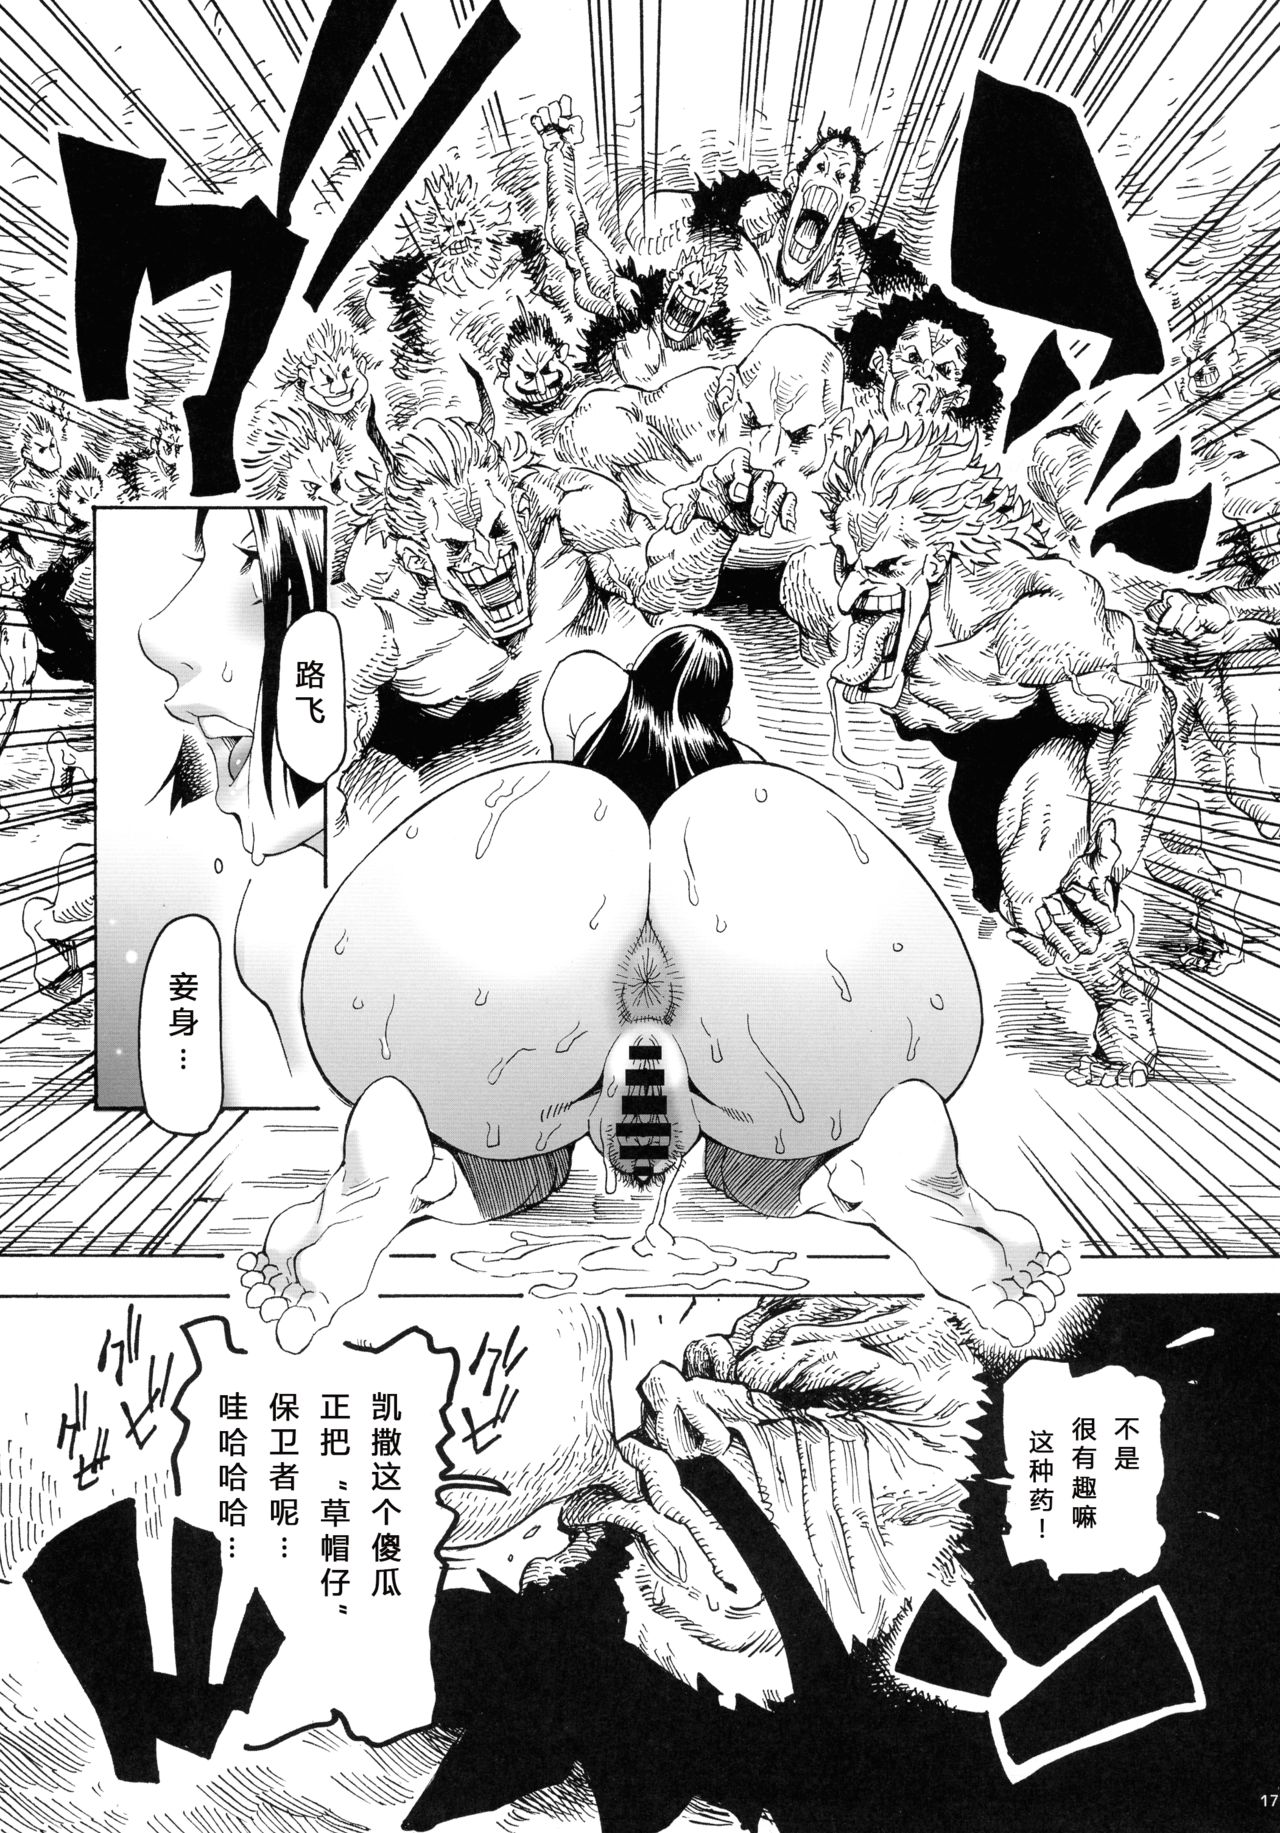 路飞
妾身…
不是
很有趣嘛
这种药！
凯撒这个傻瓜
正把“草帽仔”
保卫者呢…
哇哈哈哈哈…
17